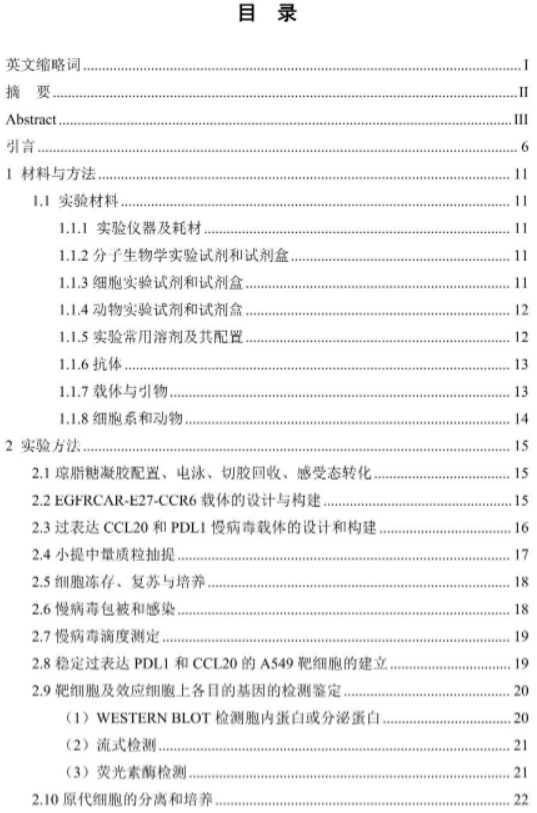 目 录
英文缩略词 I
摘 要 II
Abstract III
引言 6
1 材料与方法 11
1.1 实验材料 11
1.1.1 实验仪器及耗材 11
1.1.2 分子生物学实验试剂和试剂盒 11
1.1.3 细胞实验试剂和试剂盒 11
1.1.4 动物实验试剂和试剂盒 12
1.1.5 实验常用溶剂及其配置 12
1.1.6 抗体 13
1.1.7 载体与引物 13
1.1.8 细胞系和动物 14
2 实验方法 15
2.1 琼脂糖凝胶配置、电泳、切胶回收、感受态转化 15
2.2 EGFRCAR-E27-CCR6 载体的设计与构建 15
2.3 过表达 CCL20 和 PDL1 慢病毒载体的设计和构建 16
2.4 小提中量质粒抽提 17
2.5 细胞冻存、复苏与培养 18
2.6 慢病毒包被和感染 18
2.7 慢病毒滴度测定 19
2.8 稳定过表达 PDL1 和 CCL20 的 A549 靶细胞的建立 19
2.9 靶细胞及效应细胞上各目的基因的检测鉴定 20
（1）WESTERN BLOT 检测胞内蛋白或分泌蛋白 20
（2）流式检测 21
（3）荧光素酶检测 21
2.10 原代细胞的分离和培养 22